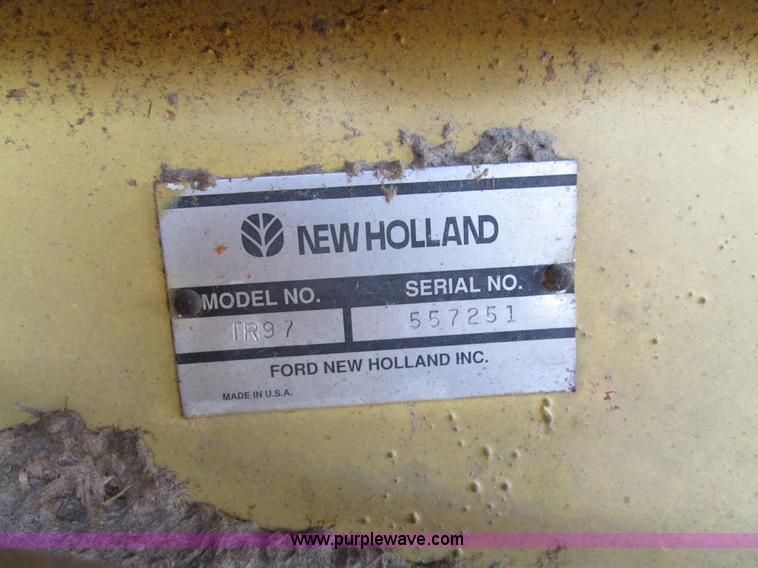 NEW HOLLAND
MODEL NO. SERIAL NO.
TR97 557251
FORD NEW HOLLAND INC.
MADE IN U.S.A.
www.purplewave.com